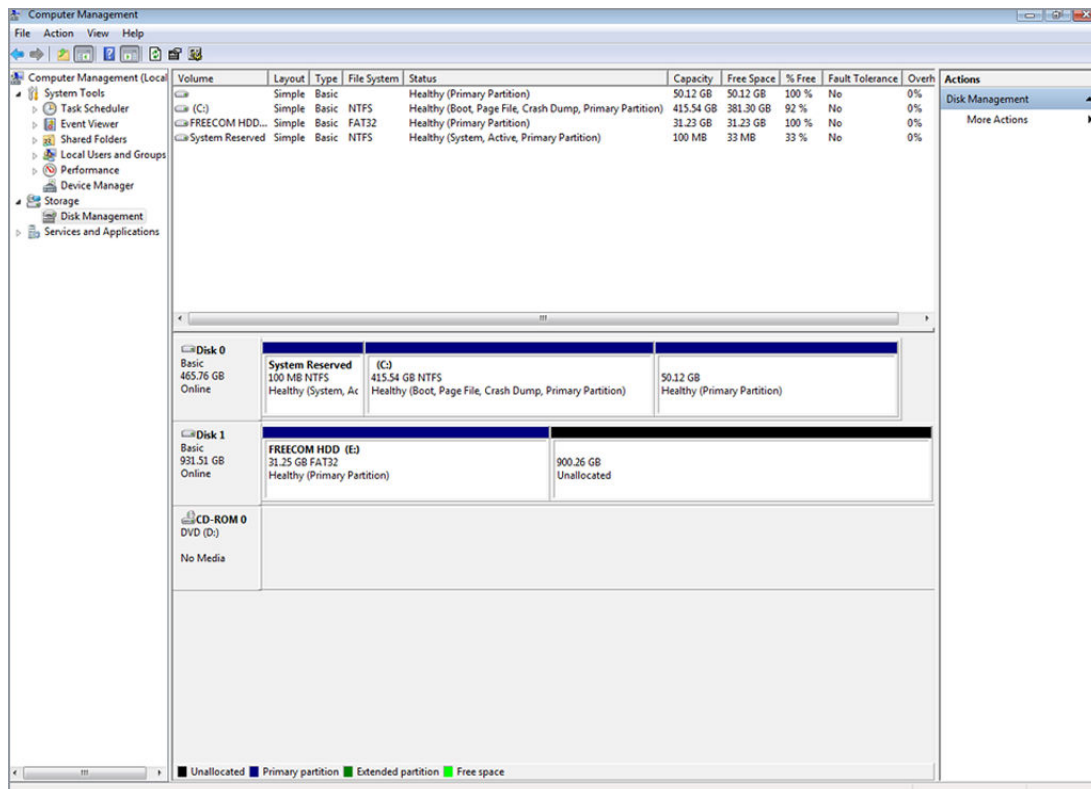 Computer Management
File Action View Help
Computer Management (Local
System Tools
Task Scheduler
Event Viewer
Shared Folders
Local Users and Groups
Performance
Device Manager
Storage
Disk Management
Services and Applications
Volume Layout Type File System Status Capacity Free Space % Free Fault Tolerance Overh
Simple Basic Healthy (Primary Partition) 50.12 GB 50.12 GB 100 % No 0%
(C:) Simple Basic NTFS Healthy (Boot, Page File, Crash Dump, Primary Partition) 415.54 GB 381.30 GB 92 % No 0%
FREECOM HDD... Simple Basic FAT32 Healthy (Primary Partition) 31.23 GB 31.23 GB 100 % No 0%
System Reserved Simple Basic NTFS Healthy (System, Active, Primary Partition) 100 MB 33 MB 33 % No 0%
Actions
Disk Management
More Actions
Disk 0
Basic
465.76 GB
Online
System Reserved
100 MB NTFS
Healthy (System, Ac
(C:)
415.54 GB NTFS
Healthy (Boot, Page File, Crash Dump, Primary Partition)
50.12 GB
Healthy (Primary Partition)
Disk 1
Basic
931.51 GB
Online
FREECOM HDD (E:)
31.25 GB FAT32
Healthy (Primary Partition)
900.26 GB
Unallocated
CD-ROM 0
DVD (D:)
No Media
Unallocated Primary partition Extended partition Free space